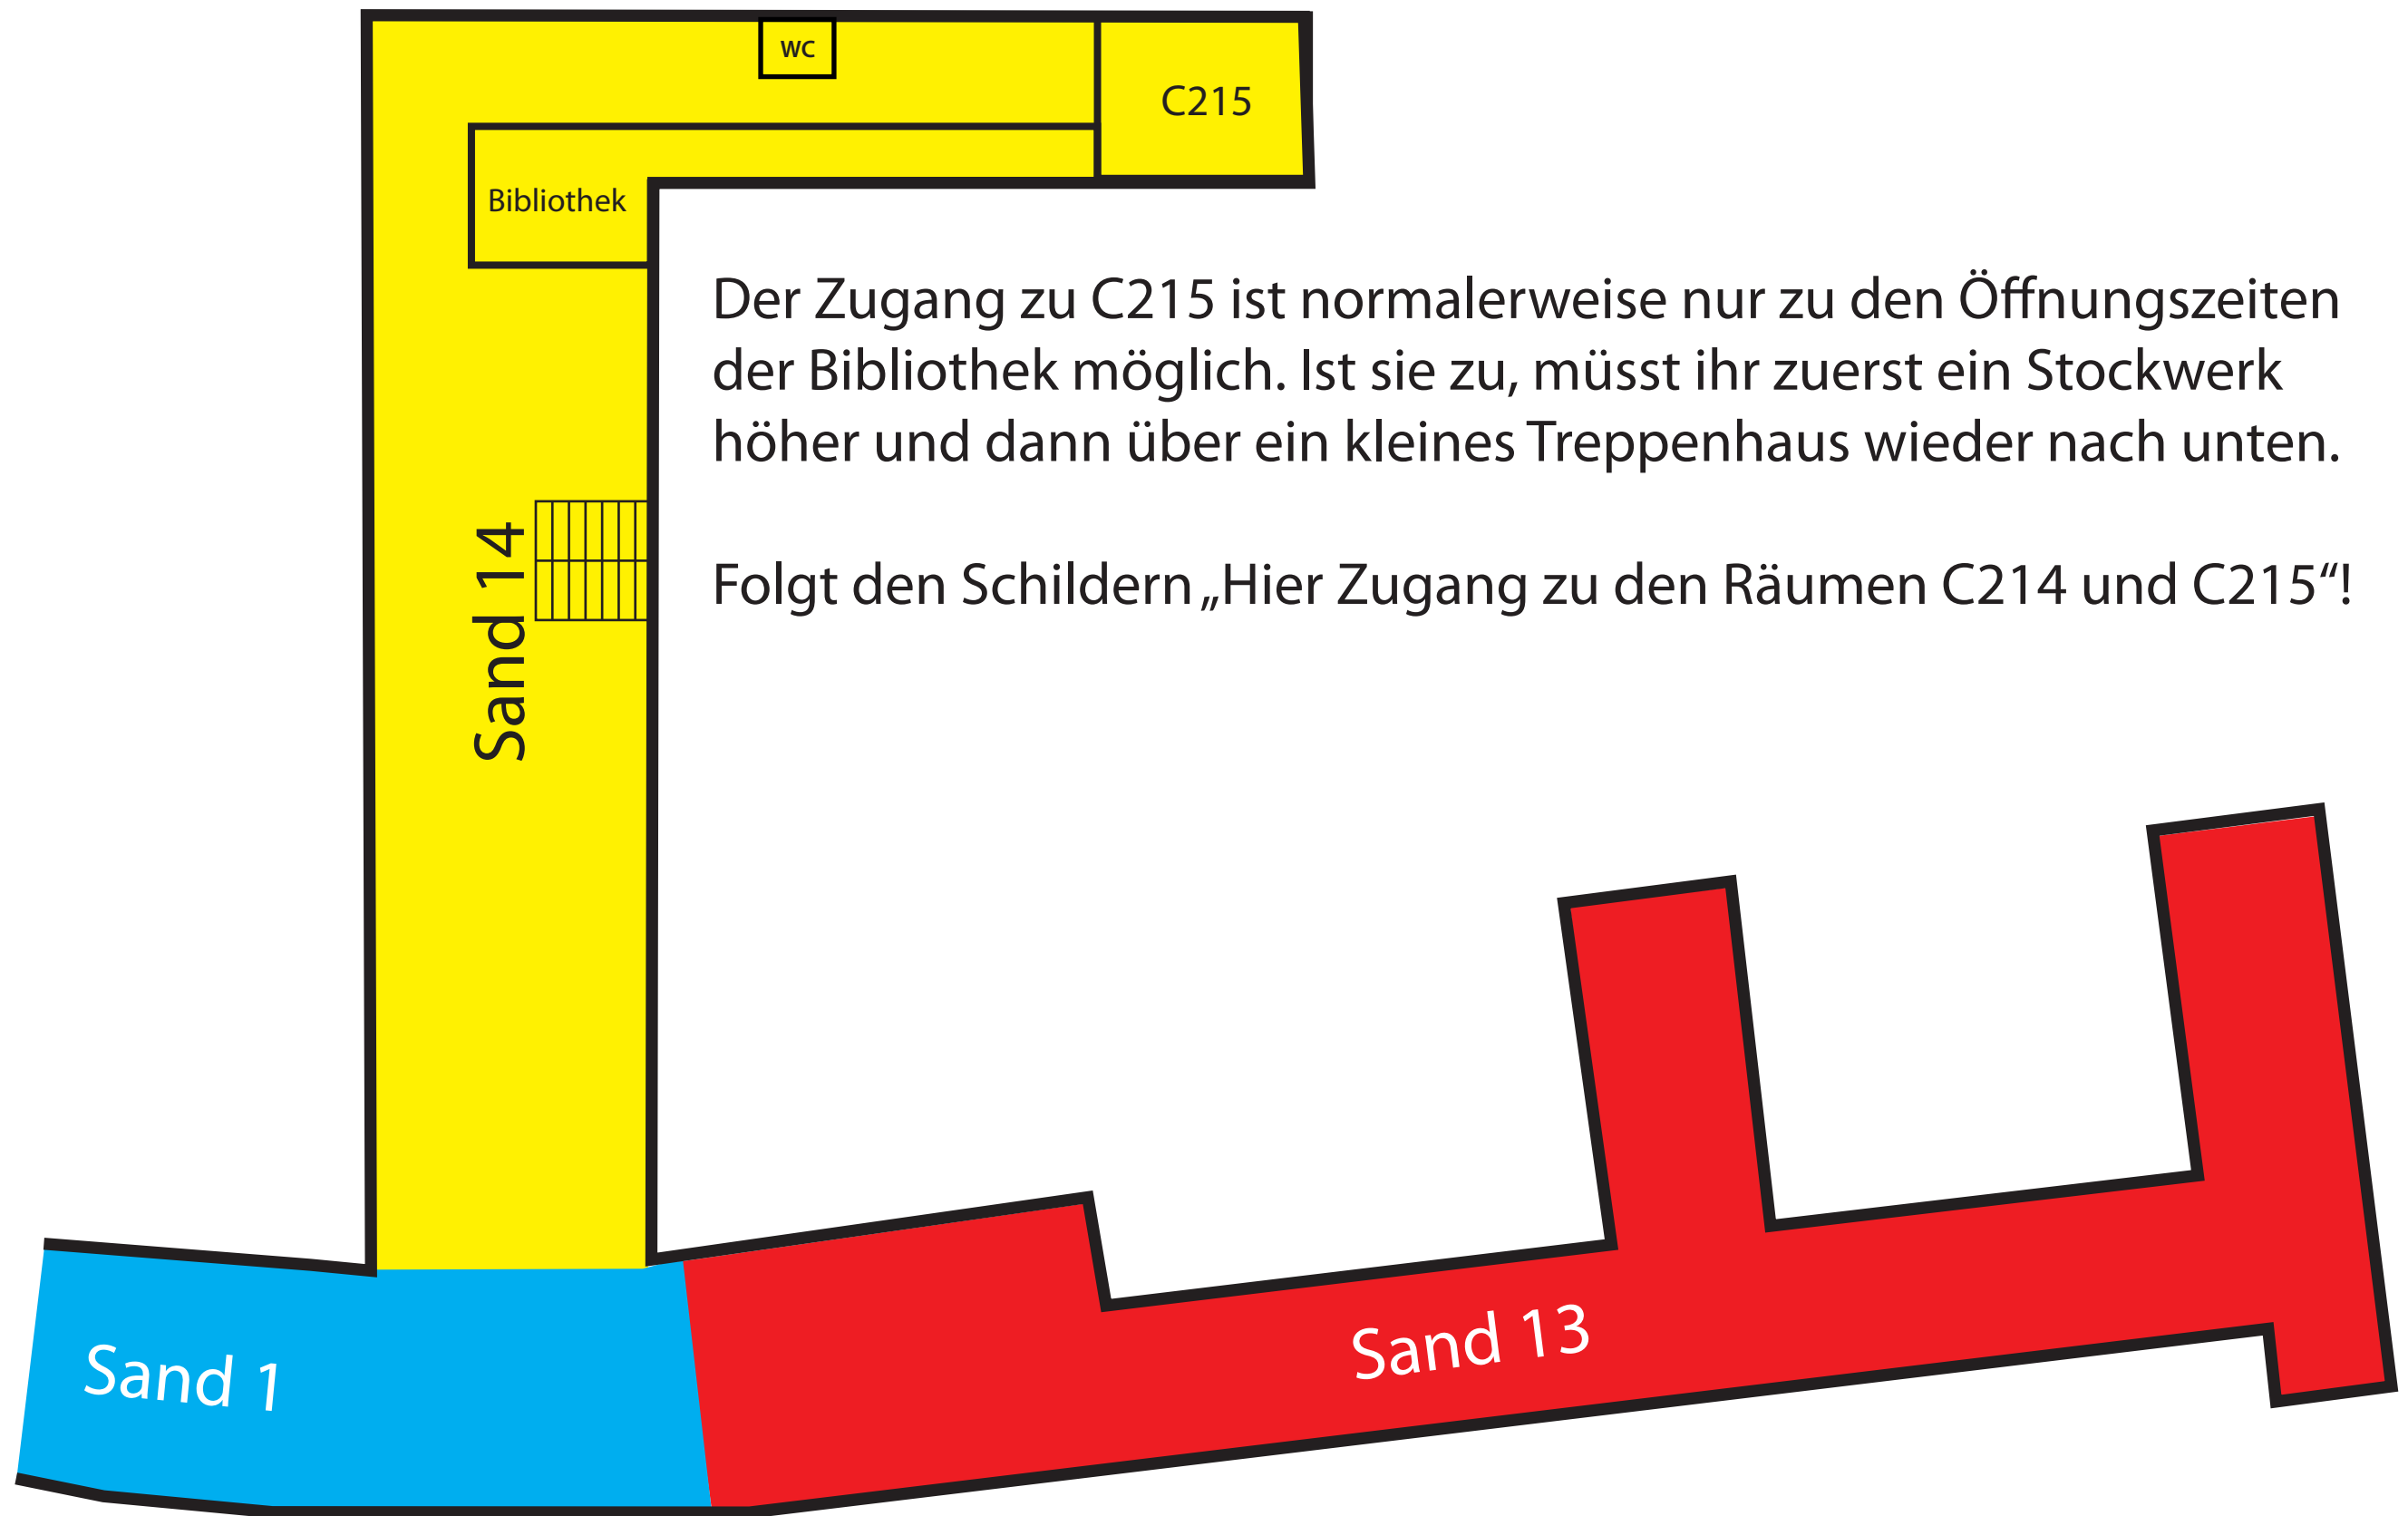 WC
C215
Bibliothek
Der Zugang zu C215 ist normalerweise nur zu den Öffnungszeiten
der Bibliothek möglich. Ist sie zu, müsst ihr zuerst ein Stockwerk
höher und dann über ein kleines Treppenhaus wieder nach unten.
Folgt den Schildern „Hier Zugang zu den Räumen C214 und C215“!
Sand 14
Sand 1
Sand 13